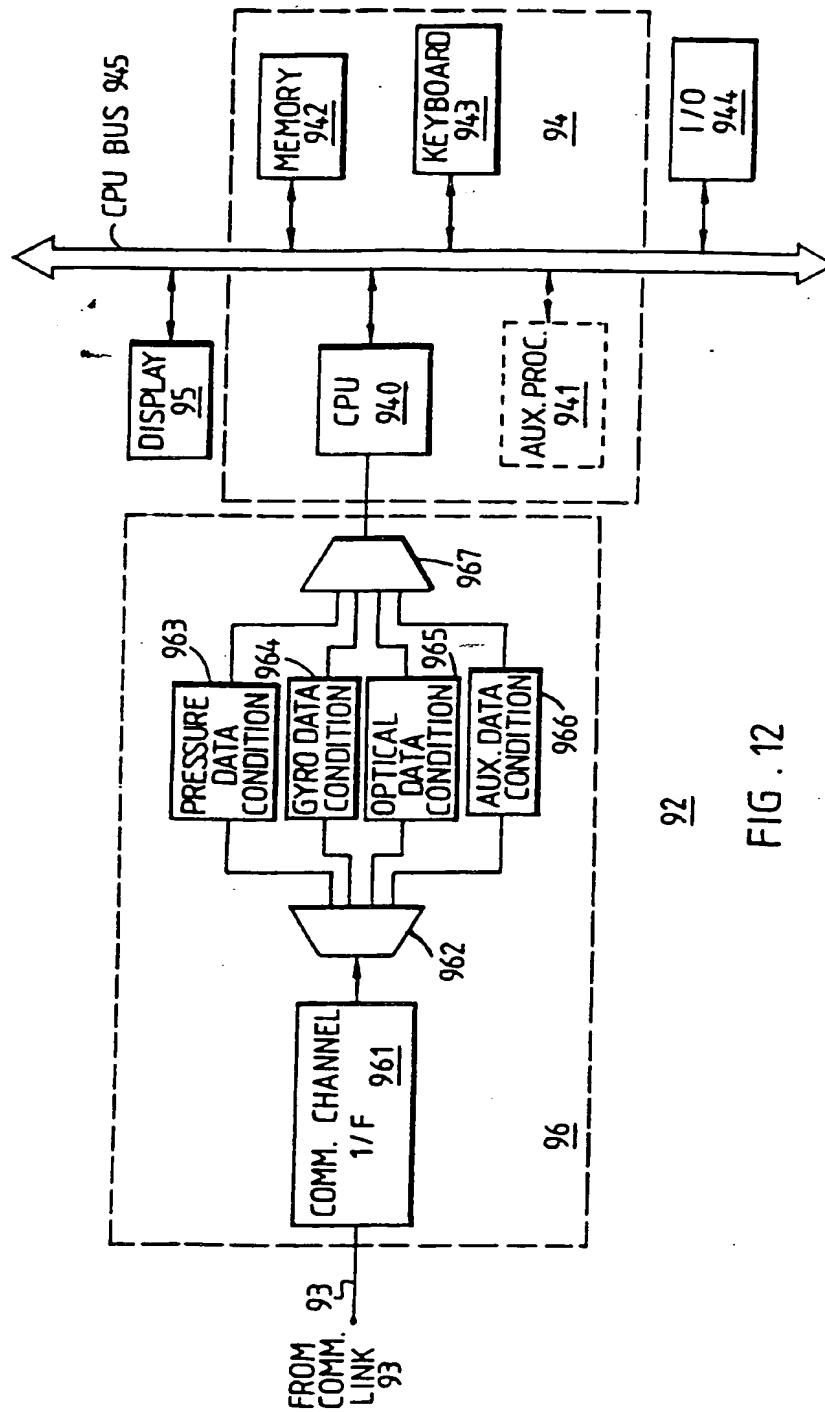 FROM
COMM.
LINK
93
93
COMM. CHANNEL
1/F
961
962
PRESSURE
DATA
CONDITION
963
GYRO DATA
CONDITION
964
OPTICAL
DATA
CONDITION
965
AUX. DATA
CONDITION
966
967
96
DISPLAY
95
CPU
940
AUX. PROC.
941
CPU BUS 945
MEMORY
942
KEYBOARD
943
94
I/O
944
92
FIG. 12